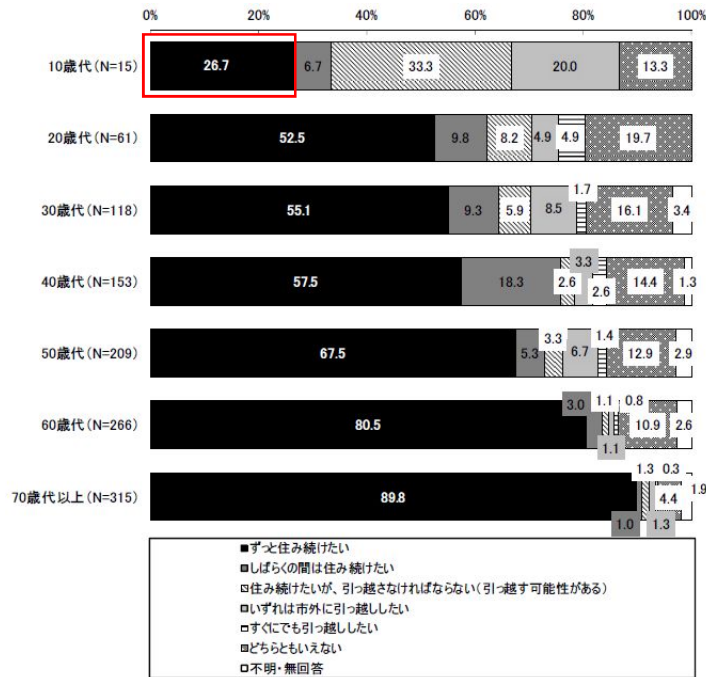 0% 20% 40% 60% 80% 100%
10歳代(N=15) 26.7 6.7 33.3 20.0 13.3
20歳代(N=61) 52.5 9.8 8.2 4.9 4.9 19.7
1.7
30歳代(N=118) 55.1 9.3 5.9 8.5 16.1 3.4
3.3
40歳代(N=153) 57.5 18.3 2.6 2.6 14.4 1.3
3.3 1.4
50歳代(N=209) 67.5 5.3 6.7 12.9 2.9
3.0 1.1 0.8
60歳代(N=266) 80.5 10.9 2.6
1.1
1.3 0.3
70歳代以上(N=315) 89.8 4.4 1.9
1.0 1.3
■ずっと住み続けたい
■しばらくの間は住み続けたい
住み続けたいが、引っ越さなければならない(引っ越す可能性がある)
いずれは市外に引っ越ししたい
すぐにでも引っ越ししたい
どちらともいえない
□不明・無回答